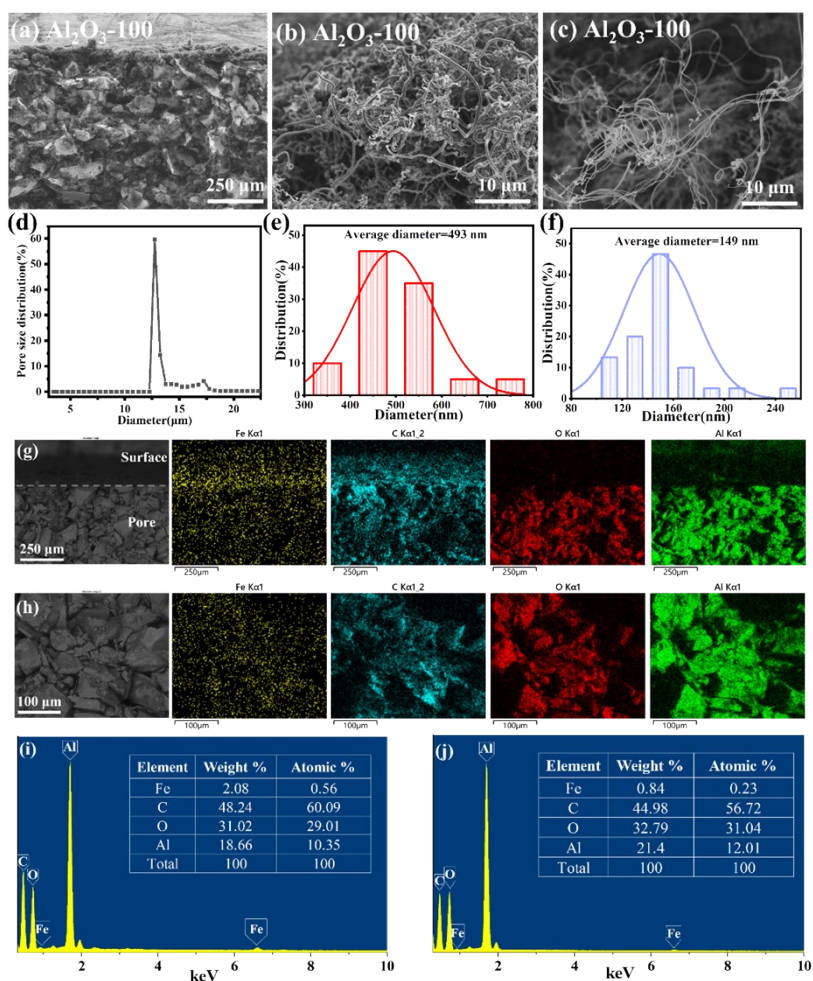 (a) Al₂O₃-100
250 μm
(b) Al₂O₃-100
10 μm
(c) Al₂O₃-100
10 μm
(d)
Pore size distribution(%)
60
50
40
30
20
10
0
5 10 15 20
Diameter(μm)
(e)
Average diameter=493 nm
Distribution(%)
50
40
30
20
10
0
300 400 500 600 700 800
Diameter(nm)
(f)
Average diameter=149 nm
Distribution(%)
50
40
30
20
10
0
80 120 160 200 240
Diameter(nm)
(g)
Surface
Pore
250 μm
Fe Kα1
250μm
C Kα1_2
250μm
O Kα1
250μm
Al Kα1
250μm
(h)
100 μm
Fe Kα1
100μm
C Kα1_2
100μm
O Kα1
100μm
Al Kα1
100μm
(i)
Al
C
O
Fe
Fe
Element Weight % Atomic %
Fe 2.08 0.56
C 48.24 60.09
O 31.02 29.01
Al 18.66 10.35
Total 100 100
2 4 6 8 10
keV
(j)
Al
C
O
Fe
Fe
Element Weight % Atomic %
Fe 0.84 0.23
C 44.98 56.72
O 32.79 31.04
Al 21.4 12.01
Total 100 100
2 4 6 8 10
keV